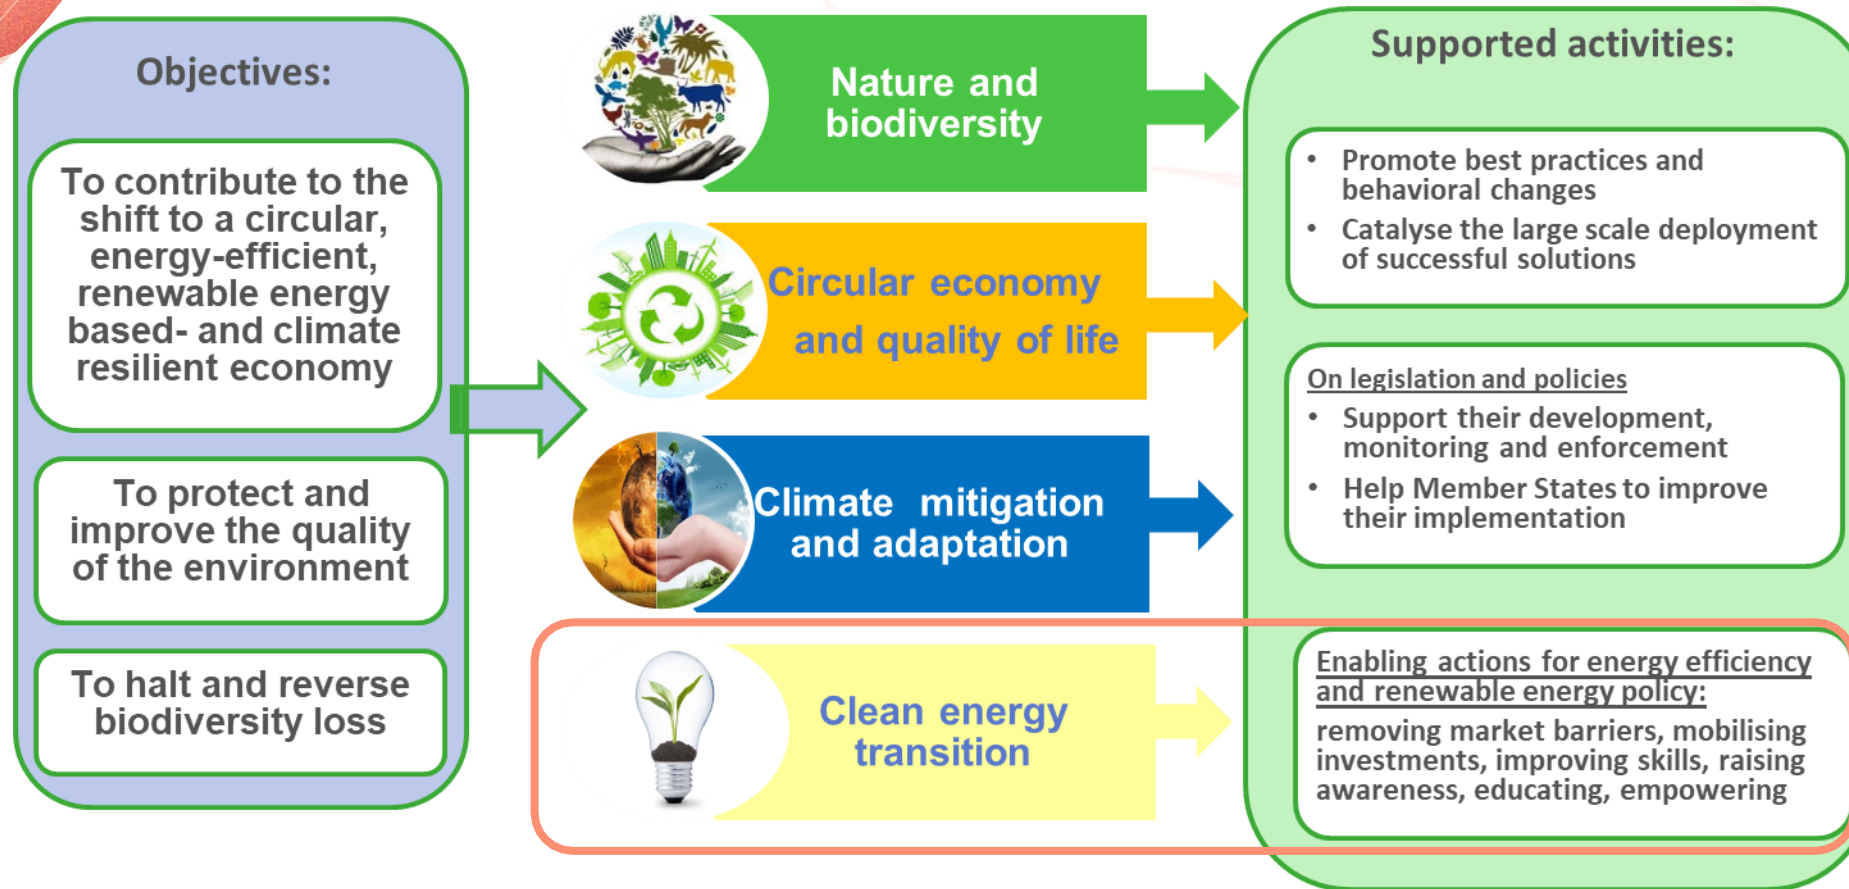 Objectives:
To contribute to the
shift to a circular,
energy-efficient,
renewable energy
based- and climate
resilient economy
To protect and
improve the quality
of the environment
To halt and reverse
biodiversity loss
Nature and
biodiversity
Circular economy
and quality of life
Climate mitigation
and adaptation
Clean energy
transition
Supported activities:
• Promote best practices and
behavioral changes
• Catalyse the large scale deployment
of successful solutions
On legislation and policies
• Support their development,
monitoring and enforcement
• Help Member States to improve
their implementation
Enabling actions for energy efficiency
and renewable energy policy:
removing market barriers, mobilising
investments, improving skills, raising
awareness, educating, empowering